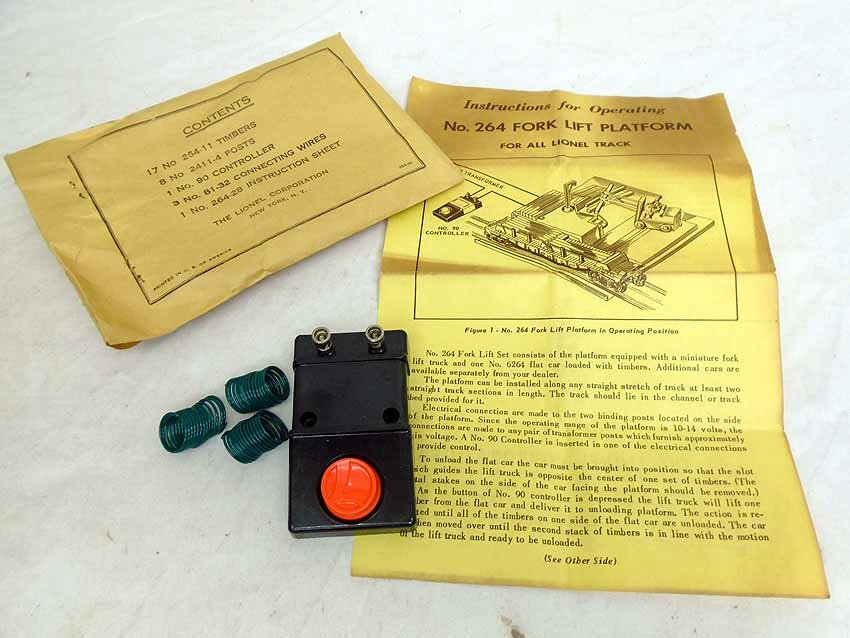 CONTENTS
17 No 264-11 TIMBERS
8 No 2411-4 POSTS
1 No. 90 CONTROLLER
3 No. 81-32 CONNECTING WIRES
1 No. 264-28 INSTRUCTION SHEET
THE LIONEL CORPORATION
NEW YORK, N. Y.
PRINTED IN U. S. OF AMERICA
Instructions for Operating
No. 264 FORK LIFT PLATFORM
FOR ALL LIONEL TRACK
TRANSFORMER
NO. 90
CONTROLLER
Figure 1 - No. 264 Fork Lift Platform in Operating Position
No. 264 Fork Lift Set consists of the platform equipped with a miniature fork
lift truck and one No. 6264 flat car loaded with timbers. Additional cars are
available separately from your dealer.
The platform can be installed along any straight stretch of track at least two
straight track sections in length. The track should lie in the channel or track
bed provided for it.
Electrical connection are made to the two binding posts located on the side
of the platform. Since the operating range of the platform is 10-14 volts, the
connections are made to any pair of transformer posts which furnish approximately
is voltage. A No. 90 Controller is inserted in one of the electrical connections
provide control.
To unload the flat car the car must be brought into position so that the slot
ich guides the lift truck is opposite the center of one set of timbers. (The
tal stakes on the side of the car facing the platform should be removed.)
As the button of No. 90 controller is depressed the lift truck will lift one
ber from the flat car and deliver it to unloading platform. The action is re-
ted until all of the timbers on one side of the flat car are unloaded. The car
hen moved over until the second stack of timbers is in line with the motion
of the lift truck and ready to be unloaded.
(See Other Side)
L